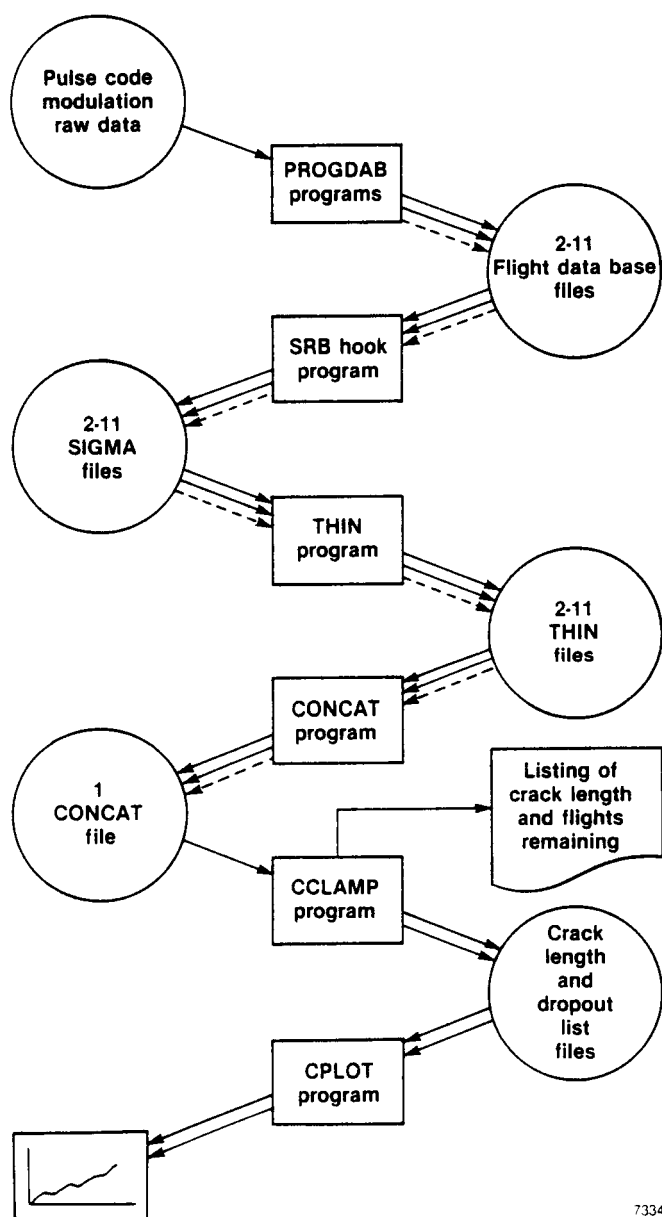 Pulse code
modulation
raw data
PROGDAB
programs
2-11
Flight data base
files
SRB hook
program
2-11
SIGMA
files
THIN
program
2-11
THIN
files
CONCAT
program
1
CONCAT
file
Listing of
crack length
and flights
remaining
CCLAMP
program
Crack
length
and
dropout
list
files
CPLOT
program
7334